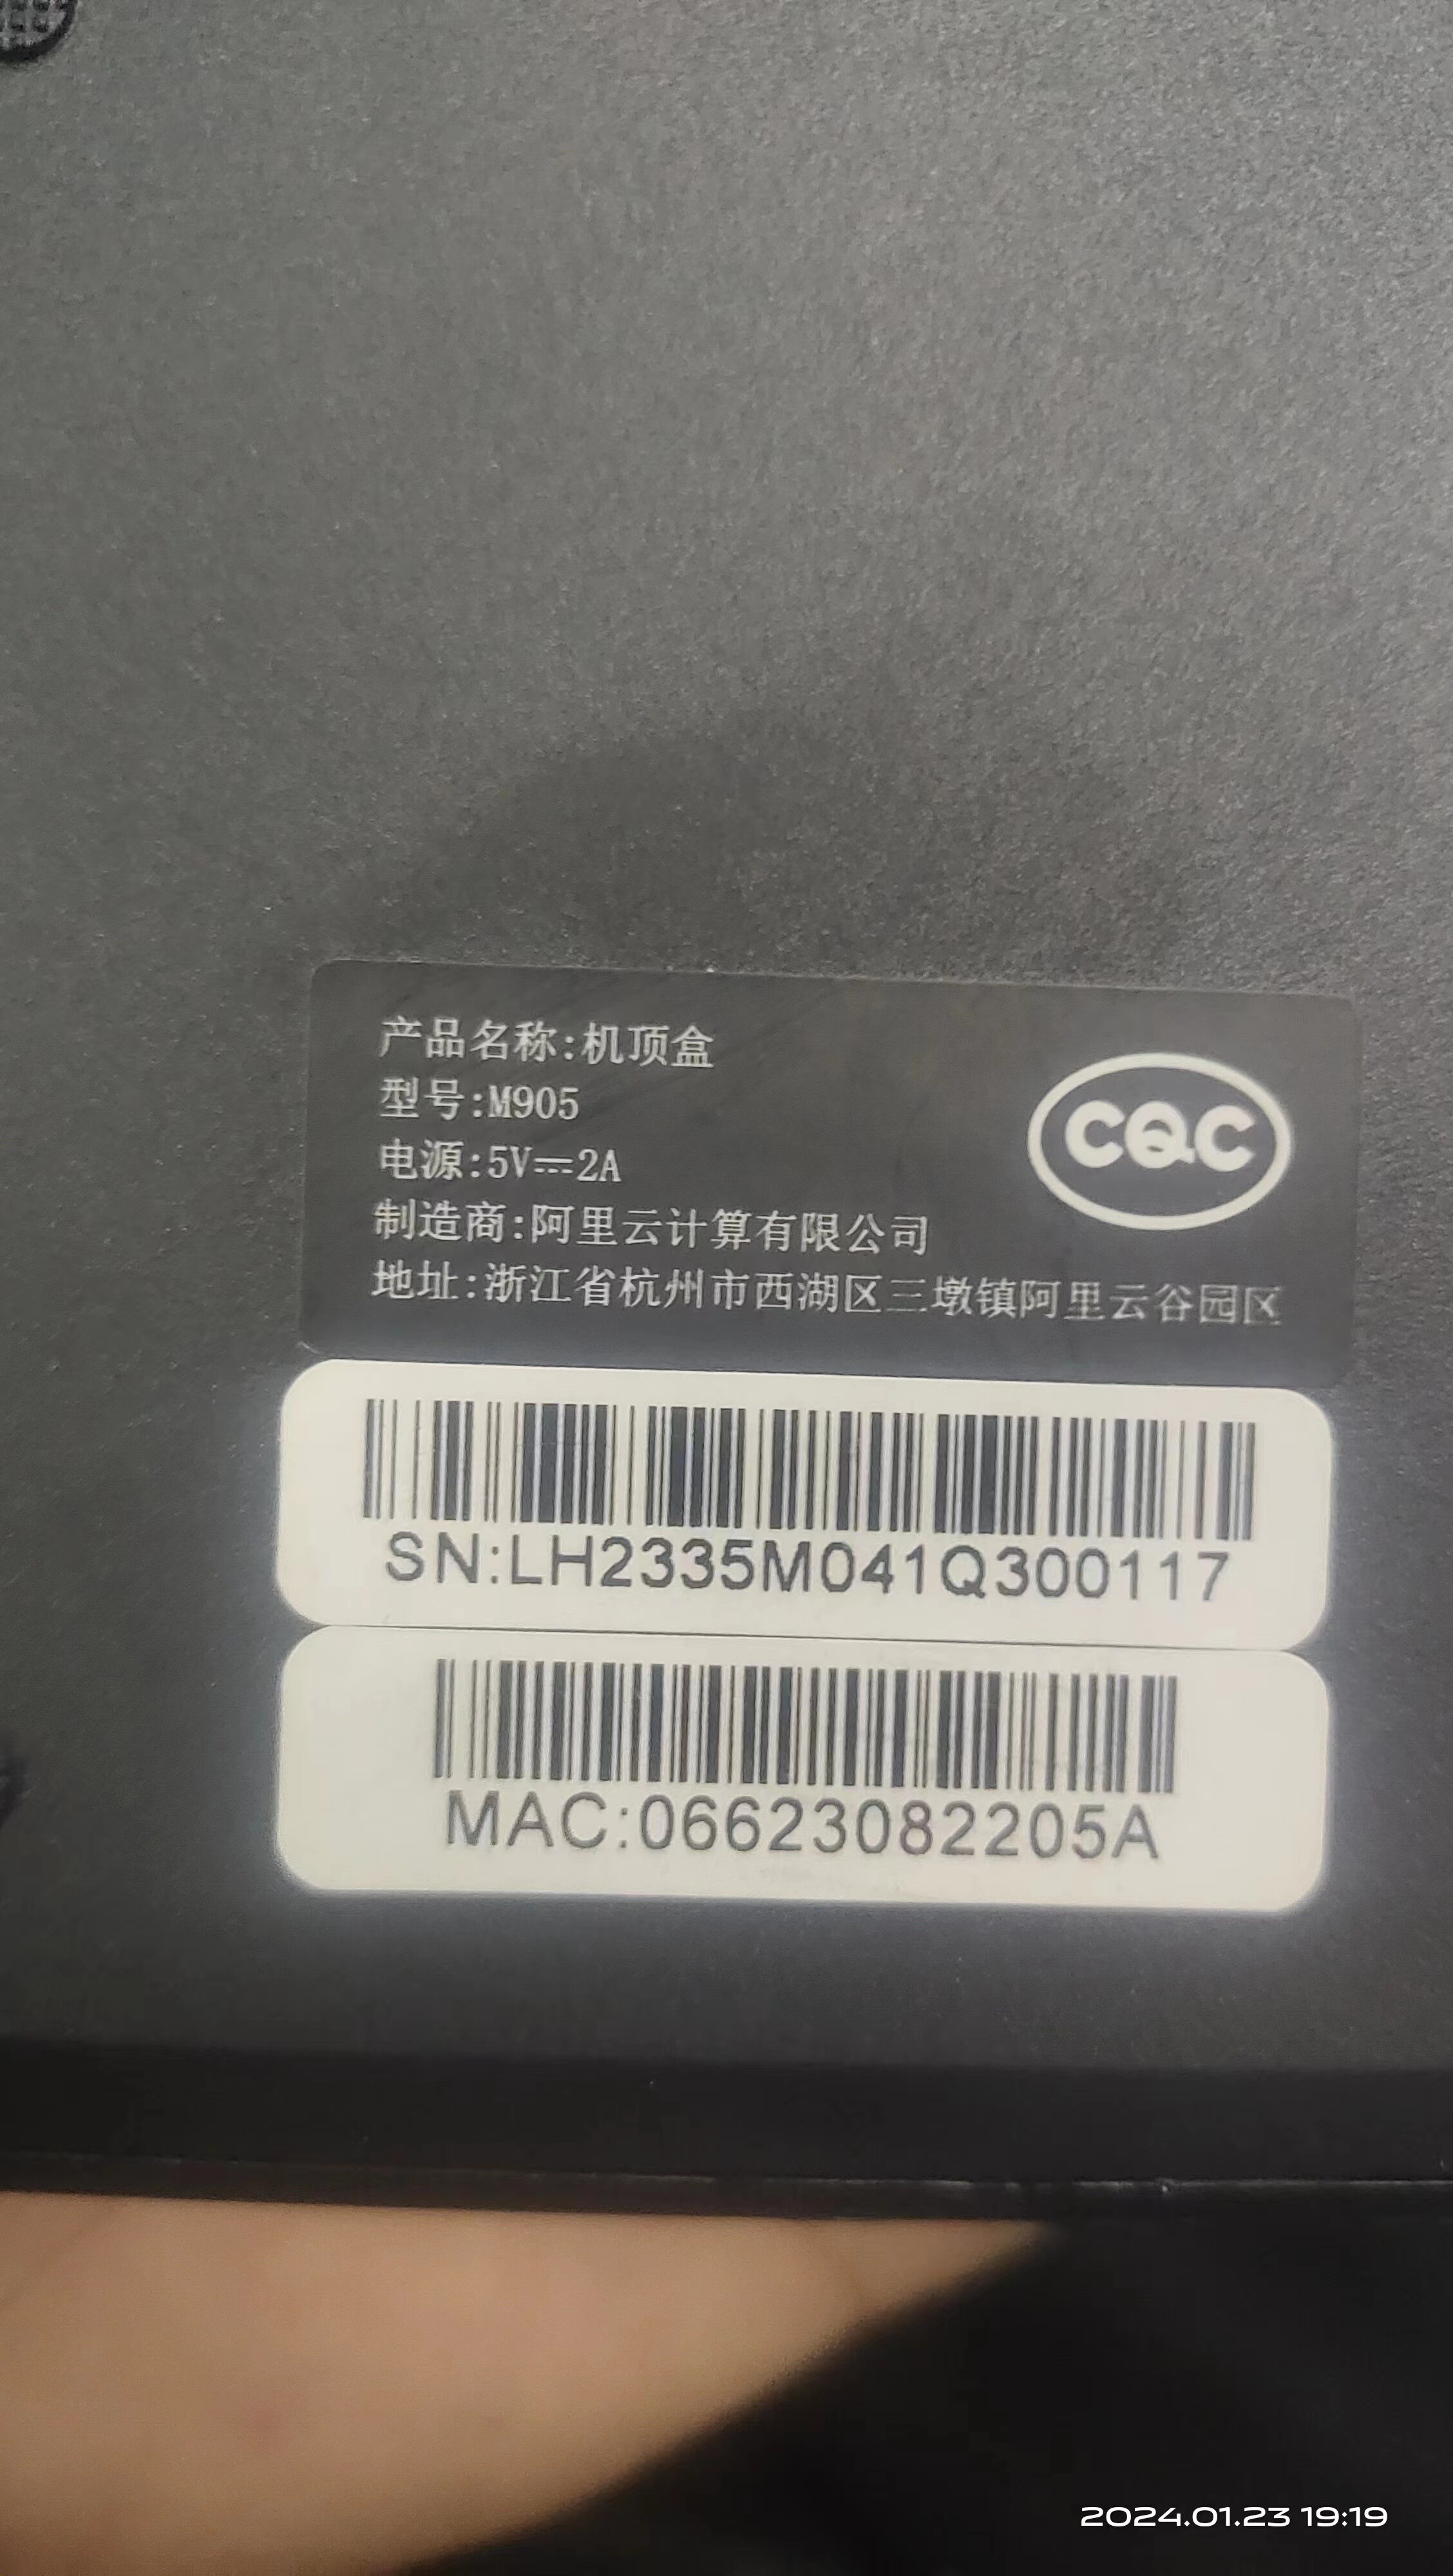 产品名称:机顶盒
型号:M905
电源:5V⎓2A
制造商:阿里云计算有限公司
地址:浙江省杭州市西湖区三墩镇阿里云谷园区
CQC
SN:LH2335M041Q300117
MAC:06623082205A
2024.01.23 19:19